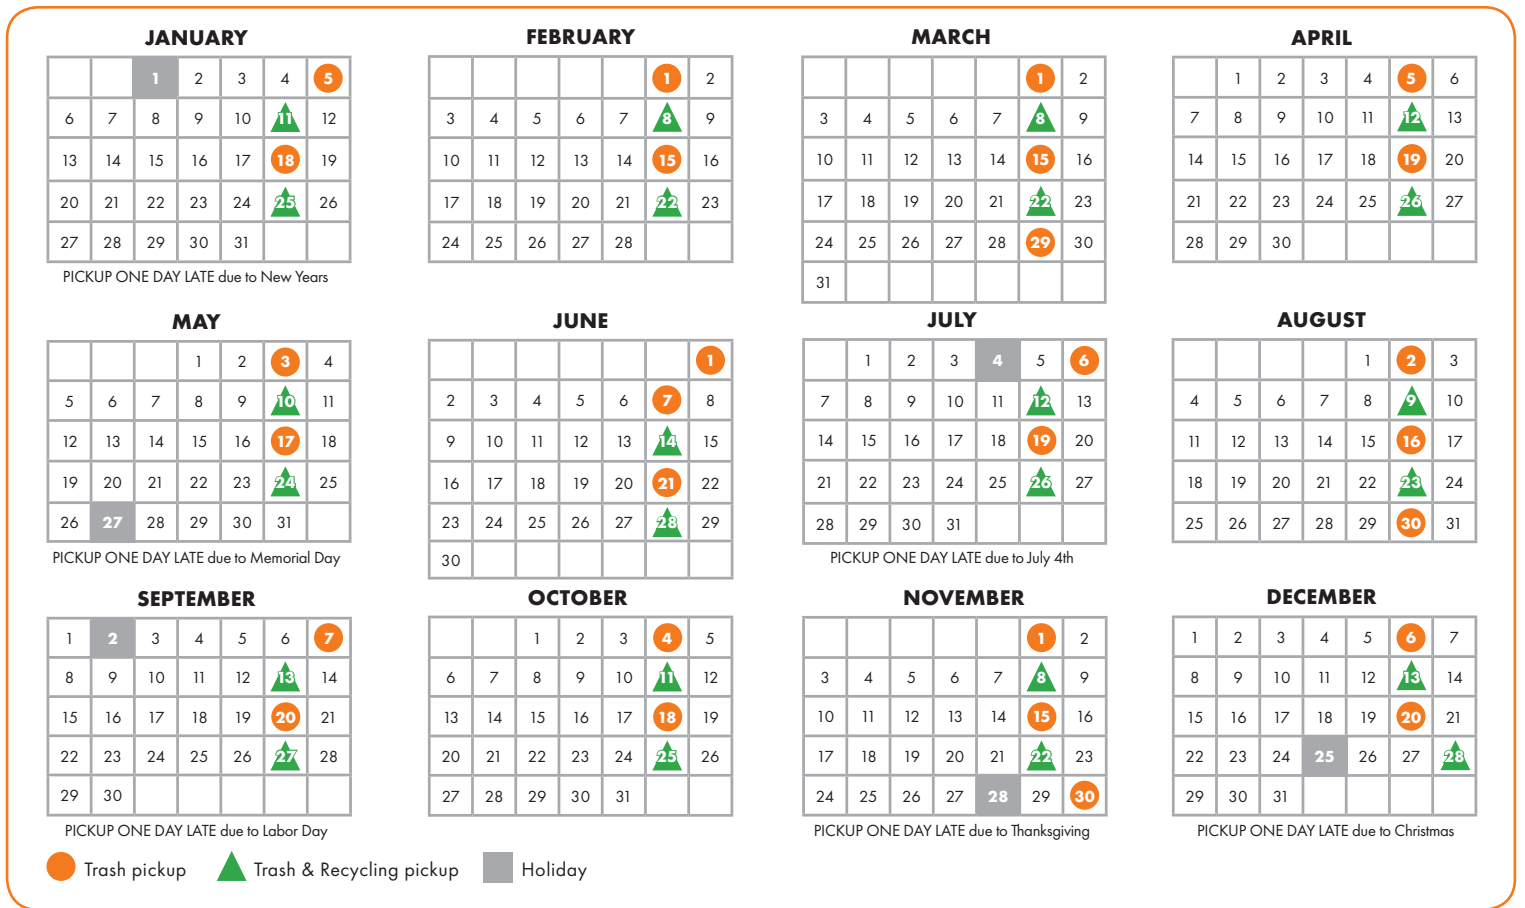 JANUARY
1 2 3 4 5
6 7 8 9 10 11 12
13 14 15 16 17 18 19
20 21 22 23 24 25 26
27 28 29 30 31
PICKUP ONE DAY LATE due to New Years
FEBRUARY
1 2
3 4 5 6 7 8 9
10 11 12 13 14 15 16
17 18 19 20 21 22 23
24 25 26 27 28
MARCH
1 2
3 4 5 6 7 8 9
10 11 12 13 14 15 16
17 18 19 20 21 22 23
24 25 26 27 28 29 30
31
APRIL
1 2 3 4 5 6
7 8 9 10 11 12 13
14 15 16 17 18 19 20
21 22 23 24 25 26 27
28 29 30
MAY
1 2 3 4
5 6 7 8 9 10 11
12 13 14 15 16 17 18
19 20 21 22 23 24 25
26 27 28 29 30 31
PICKUP ONE DAY LATE due to Memorial Day
JUNE
1
2 3 4 5 6 7 8
9 10 11 12 13 14 15
16 17 18 19 20 21 22
23 24 25 26 27 28 29
30
JULY
1 2 3 4 5 6
7 8 9 10 11 12 13
14 15 16 17 18 19 20
21 22 23 24 25 26 27
28 29 30 31
PICKUP ONE DAY LATE due to July 4th
AUGUST
1 2 3
4 5 6 7 8 9 10
11 12 13 14 15 16 17
18 19 20 21 22 23 24
25 26 27 28 29 30 31
SEPTEMBER
1 2 3 4 5 6 7
8 9 10 11 12 13 14
15 16 17 18 19 20 21
22 23 24 25 26 27 28
29 30
PICKUP ONE DAY LATE due to Labor Day
OCTOBER
1 2 3 4 5
6 7 8 9 10 11 12
13 14 15 16 17 18 19
20 21 22 23 24 25 26
27 28 29 30 31
NOVEMBER
1 2
3 4 5 6 7 8 9
10 11 12 13 14 15 16
17 18 19 20 21 22 23
24 25 26 27 28 29 30
PICKUP ONE DAY LATE due to Thanksgiving
DECEMBER
1 2 3 4 5 6 7
8 9 10 11 12 13 14
15 16 17 18 19 20 21
22 23 24 25 26 27 28
29 30 31
PICKUP ONE DAY LATE due to Christmas
Trash pickup
Trash & Recycling pickup
Holiday